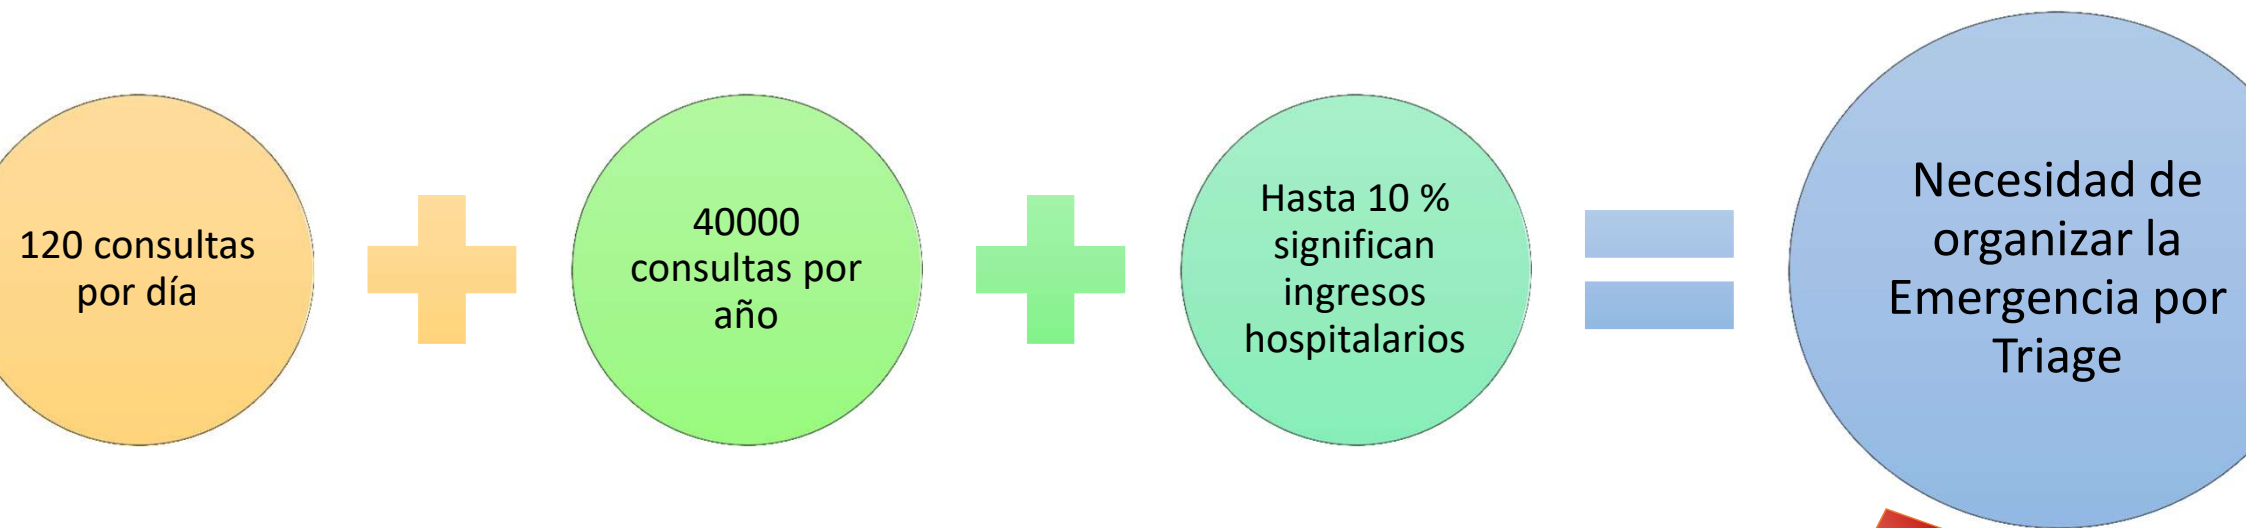 120 consultas
por día
40000
consultas por
año
Hasta 10 %
significan
ingresos
hospitalarios
Necesidad de
organizar la
Emergencia por
Triage